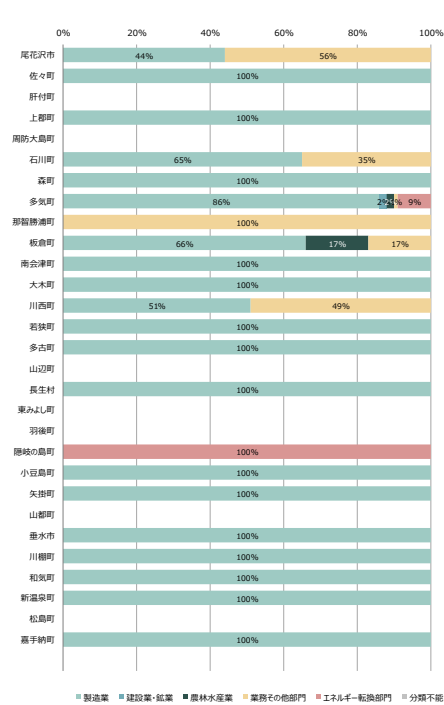 0% 20% 40% 60% 80% 100%
尾花沢市 44% 56%
佐々町 100%
肝付町
上郡町 100%
周防大島町
石川町 65% 35%
森町 100%
多気町 86% 2% 2% 9%
那智勝浦町 100%
板倉町 66% 17% 17%
南会津町 100%
大木町 100%
川西町 51% 49%
若狭町 100%
多古町 100%
山辺町
長生村 100%
東みよし町
羽後町
隠岐の島町 100%
小豆島町 100%
矢掛町 100%
山都町
垂水市 100%
川棚町 100%
和気町 100%
新温泉町 100%
松島町
嘉手納町 100%
製造業 建設業・鉱業 農林水産業 業務その他部門 エネルギー転換部門 分類不能